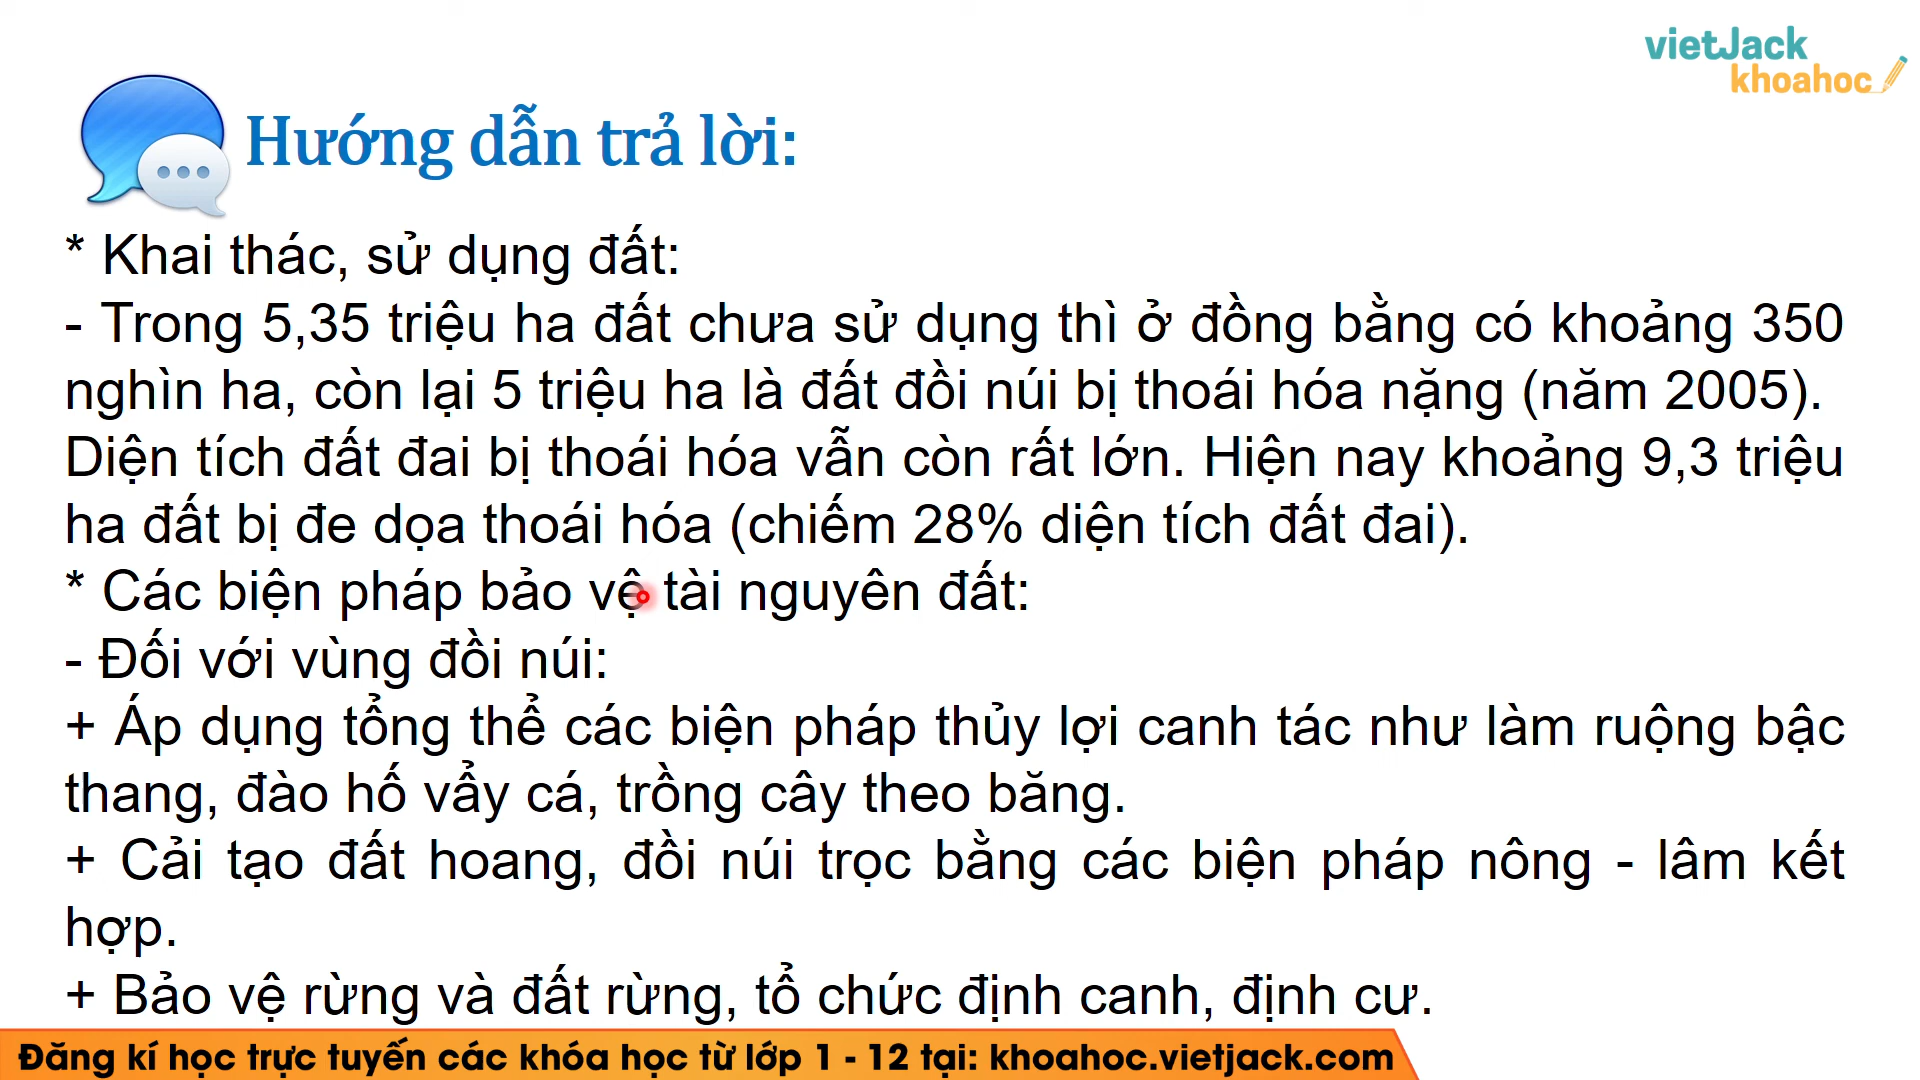 vietJack
khoahoc
Hướng dẫn trả lời:
* Khai thác, sử dụng đất:
- Trong 5,35 triệu ha đất chưa sử dụng thì ở đồng bằng có khoảng 350
nghìn ha, còn lại 5 triệu ha là đất đồi núi bị thoái hóa nặng (năm 2005).
Diện tích đất đai bị thoái hóa vẫn còn rất lớn. Hiện nay khoảng 9,3 triệu
ha đất bị đe dọa thoái hóa (chiếm 28% diện tích đất đai).
* Các biện pháp bảo vệ tài nguyên đất:
- Đối với vùng đồi núi:
+ Áp dụng tổng thể các biện pháp thủy lợi canh tác như làm ruộng bậc
thang, đào hố vẩy cá, trồng cây theo băng.
+ Cải tạo đất hoang, đồi núi trọc bằng các biện pháp nông - lâm kết
hợp.
+ Bảo vệ rừng và đất rừng, tổ chức định canh, định cư.
Đăng kí học trực tuyến các khóa học từ lớp 1 - 12 tại: khoahoc.vietjack.com